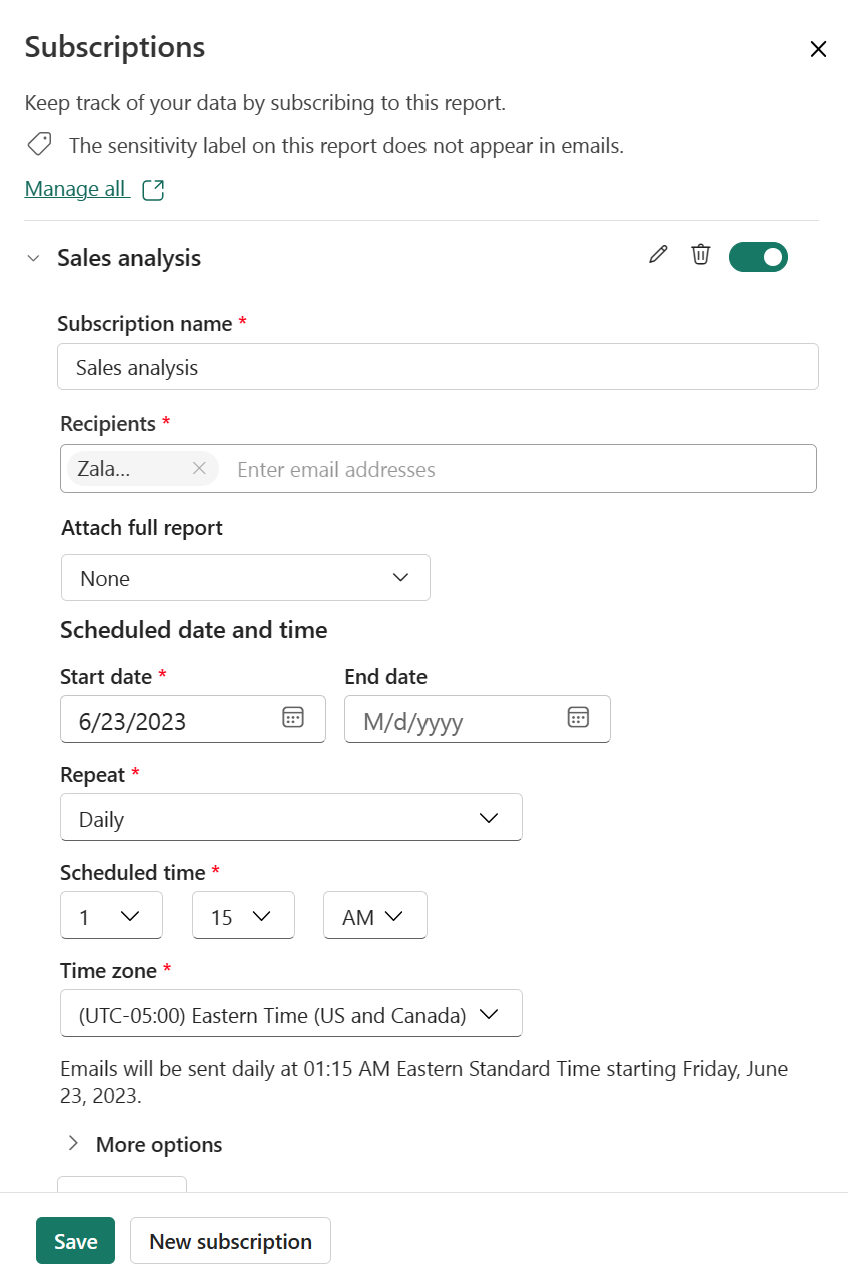 Subscriptions
Keep track of your data by subscribing to this report.
The sensitivity label on this report does not appear in emails.
Manage all
Sales analysis
Subscription name *
Sales analysis
Recipients *
Zala... Enter email addresses
Attach full report
None
Scheduled date and time
Start date * End date
6/23/2023 M/d/yyyy
Repeat *
Daily
Scheduled time *
1 15 AM
Time zone *
(UTC-05:00) Eastern Time (US and Canada)
Emails will be sent daily at 01:15 AM Eastern Standard Time starting Friday, June
23, 2023.
More options
Save New subscription